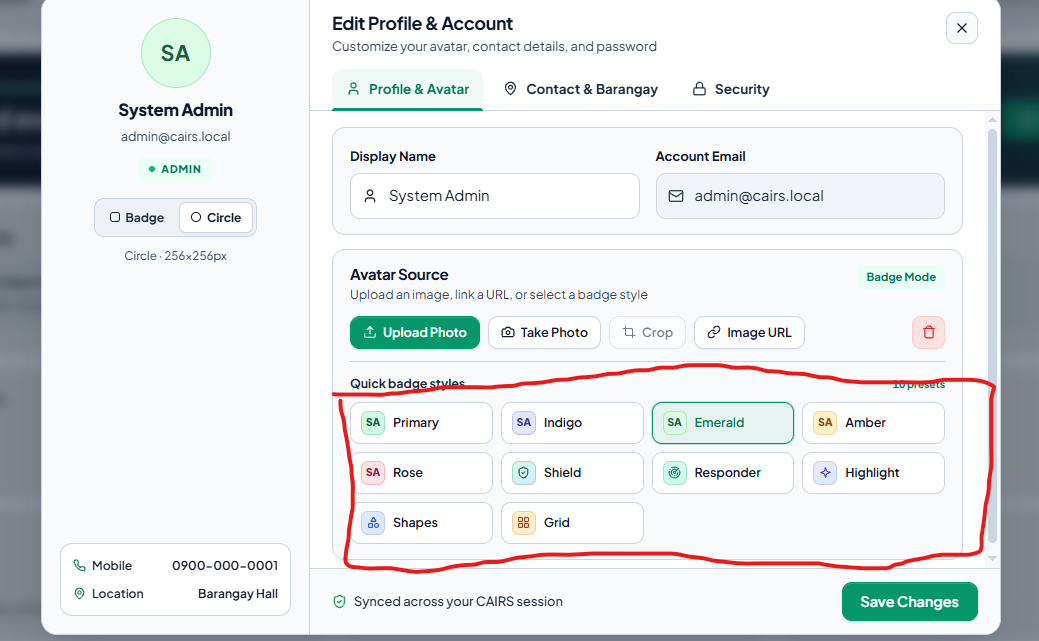 SA
System Admin
admin@cairs.local
ADMIN
Badge
Circle
Circle · 256×256px
Mobile 0900-000-0001
Location Barangay Hall
Edit Profile & Account
Customize your avatar, contact details, and password
Profile & Avatar
Contact & Barangay
Security
Display Name
System Admin
Account Email
admin@cairs.local
Avatar Source
Badge Mode
Upload an image, link a URL, or select a badge style
Upload Photo
Take Photo
Crop
Image URL
Quick badge styles
10 presets
SA Primary
SA Indigo
SA Emerald
SA Amber
SA Rose
Shield
Responder
Highlight
Shapes
Grid
Synced across your CAIRS session
Save Changes